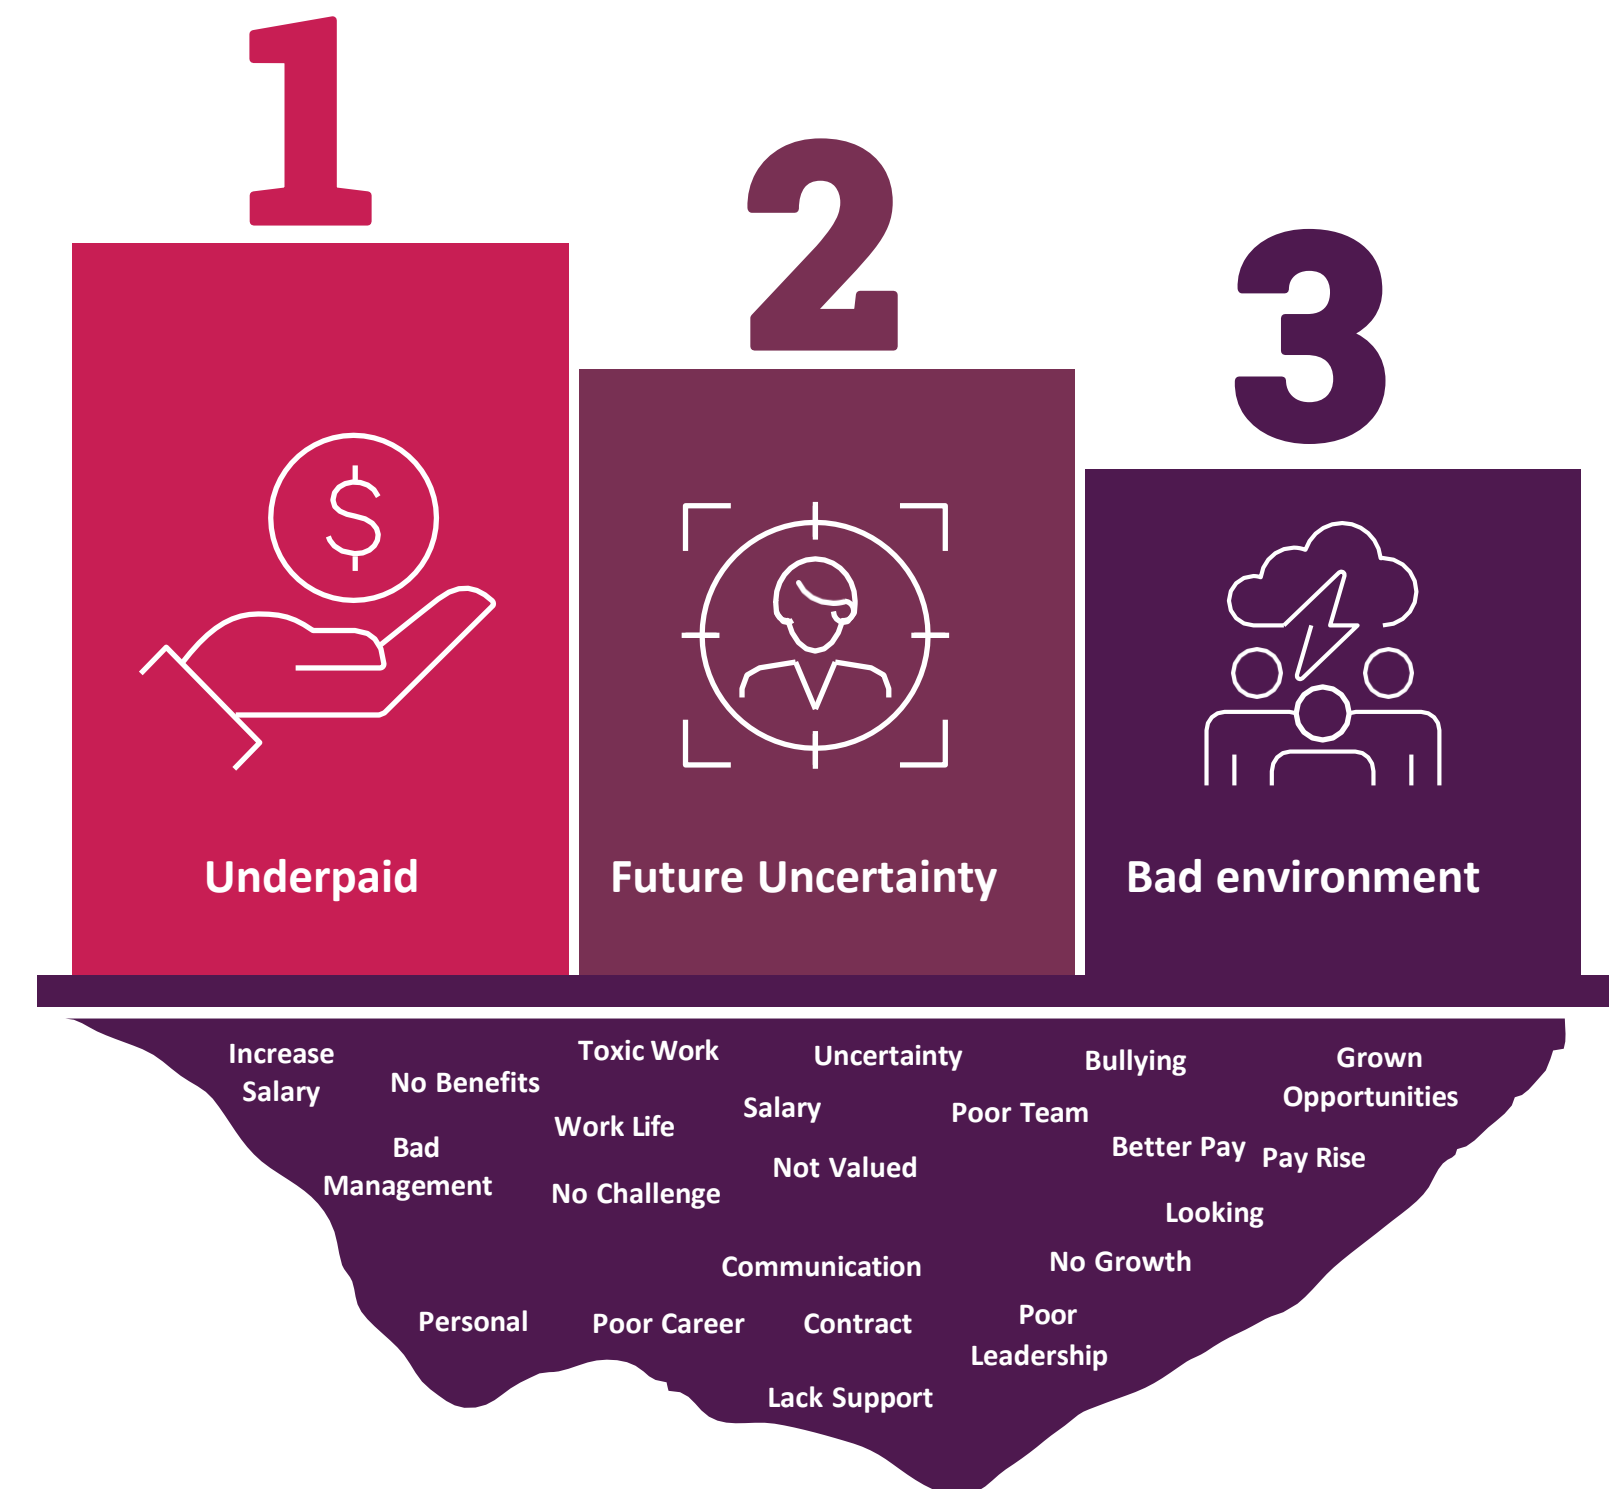 1
2
3
Underpaid
Future Uncertainty
Bad environment
Increase
Salary
No Benefits
Toxic Work
Uncertainty
Bullying
Grown
Opportunities
Work Life
Salary
Poor Team
Bad
Management
No Challenge
Not Valued
Better Pay
Pay Rise
Looking
Communication
No Growth
Personal
Poor Career
Contract
Poor
Leadership
Lack Support